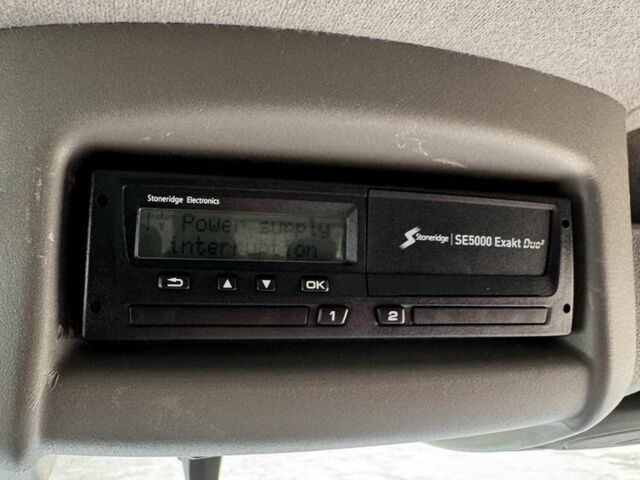 Stoneridge Electronics
! Power supply
interruption
Stoneridge | SE5000 Exakt Duo²
OK
1
2